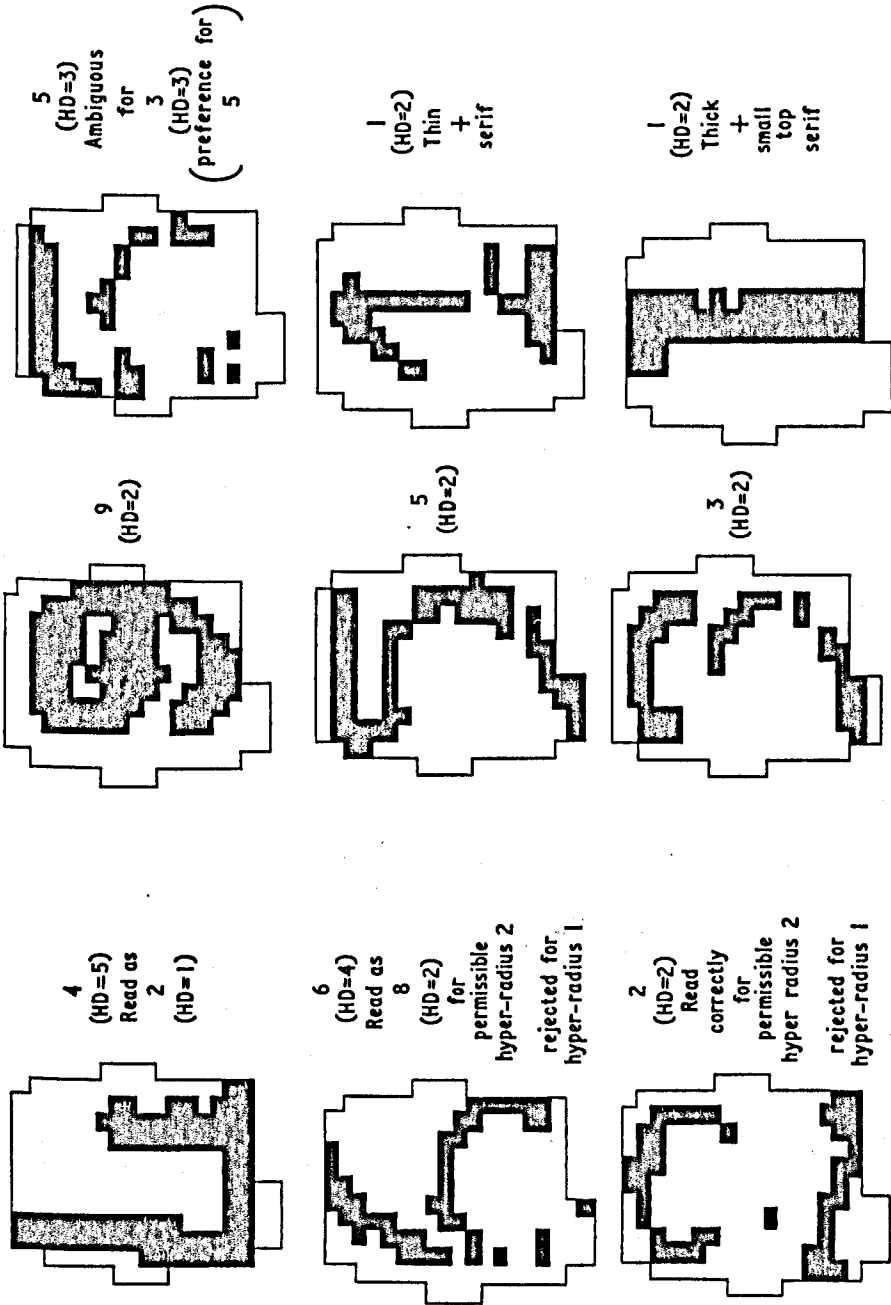 4
(HD=5)
Read as
2
(HD=1)
9
(HD=2)
5
(HD=3)
Ambiguous
for
3
(HD=3)
(preference for)
5
6
(HD=4)
Read as
8
(HD=2)
for
permissible
hyper-radius 2
rejected for
hyper-radius 1
5
(HD=2)
1
(HD=2)
Thin
+
serif
2
(HD=2)
Read
correctly
for
permissible
hyper radius 2
rejected for
hyper-radius 1
3
(HD=2)
1
(HD=2)
Thick
+
small
top
serif